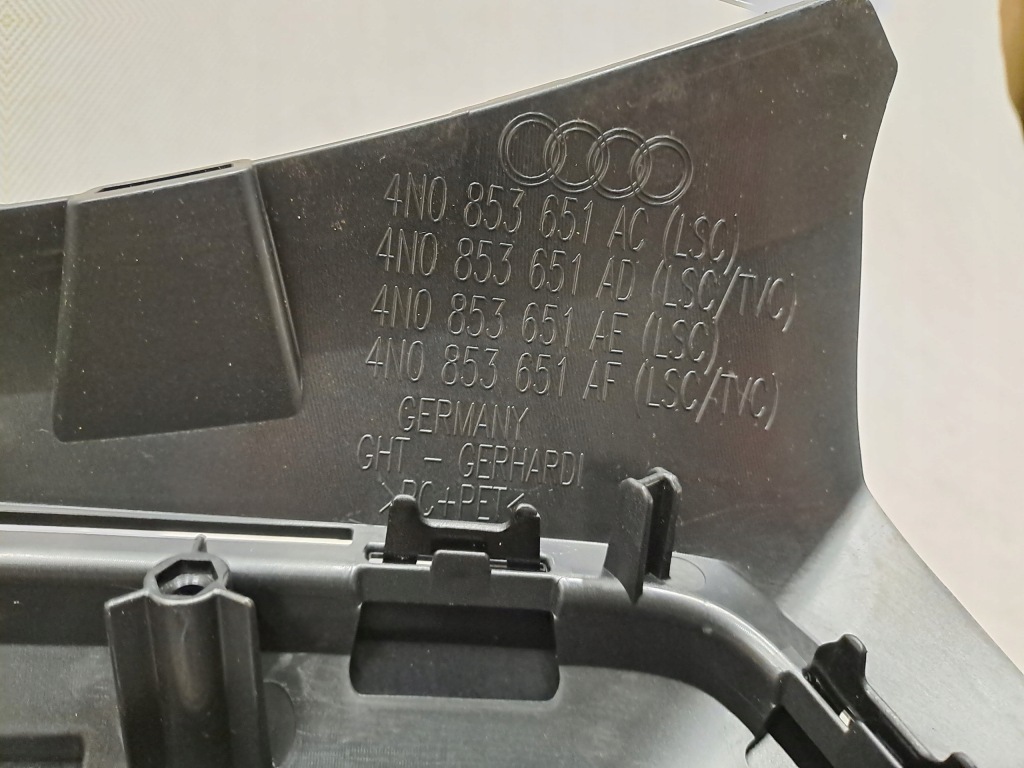 4N0 853 651 AC (LSC)
4N0 853 651 AD (LSC/TVC)
4N0 853 651 AE (LSC)
4N0 853 651 AF (LSC/TVC)
GERMANY
GHT - GERHARDI
>PC+PET<